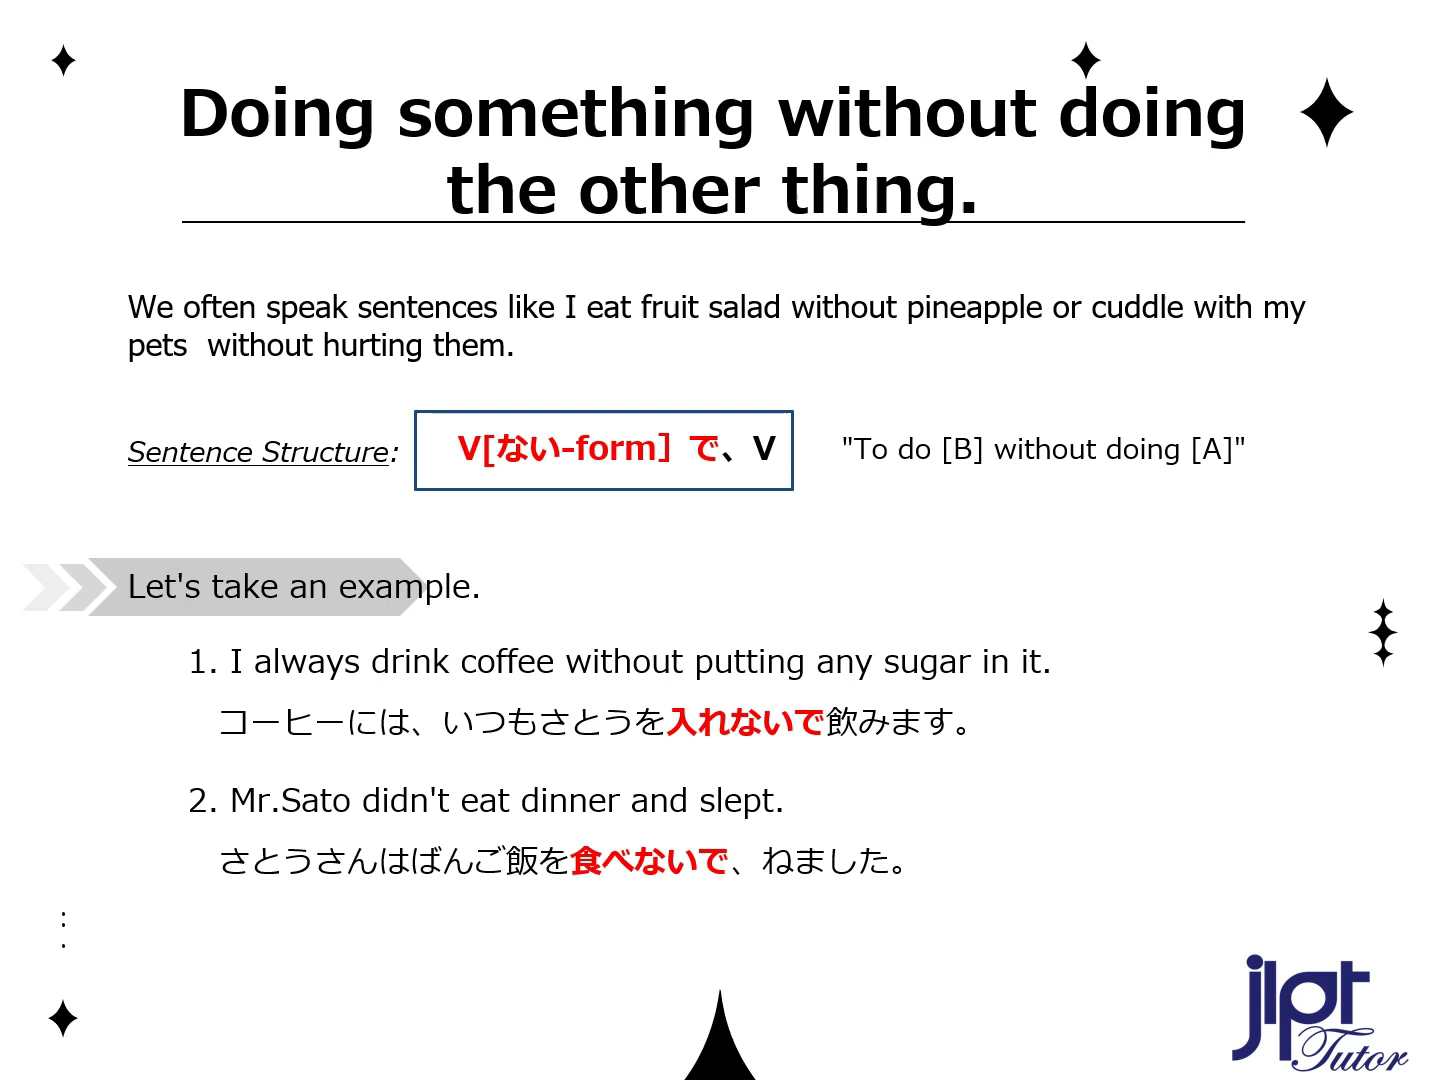 Doing something without doing
the other thing.
We often speak sentences like I eat fruit salad without pineapple or cuddle with my
pets  without hurting them.
Sentence Structure: V[ない-form］で、V "To do [B] without doing [A]"
Let's take an example.
1. I always drink coffee without putting any sugar in it.
コーヒーには、いつもさとうを入れないで飲みます。
2. Mr.Sato didn't eat dinner and slept.
さとうさんはばんご飯を食べないで、ねました。
jlpt
Tutor